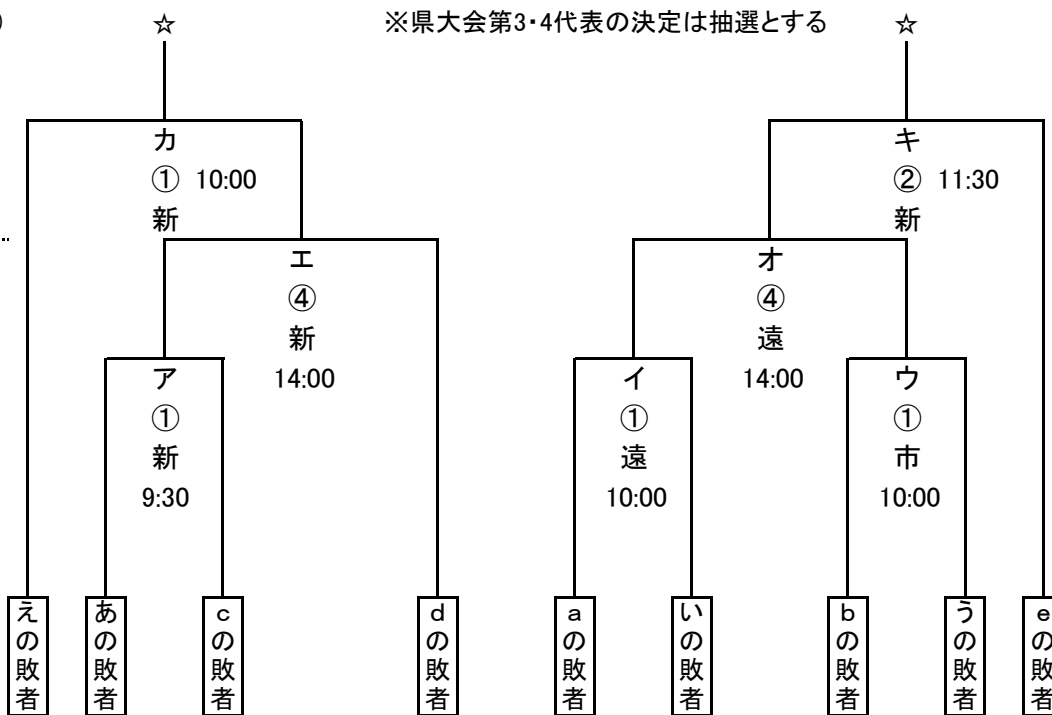 )
☆
※県大会第3・4代表の決定は抽選とする
☆
カ
① 10:00
新
キ
② 11:30
新
エ
④
新
14:00
オ
④
遠
14:00
ア
①
新
9:30
イ
①
遠
10:00
ウ
①
市
10:00
えの敗者
あの敗者
cの敗者
dの敗者
aの敗者
いの敗者
bの敗者
うの敗者
eの敗者